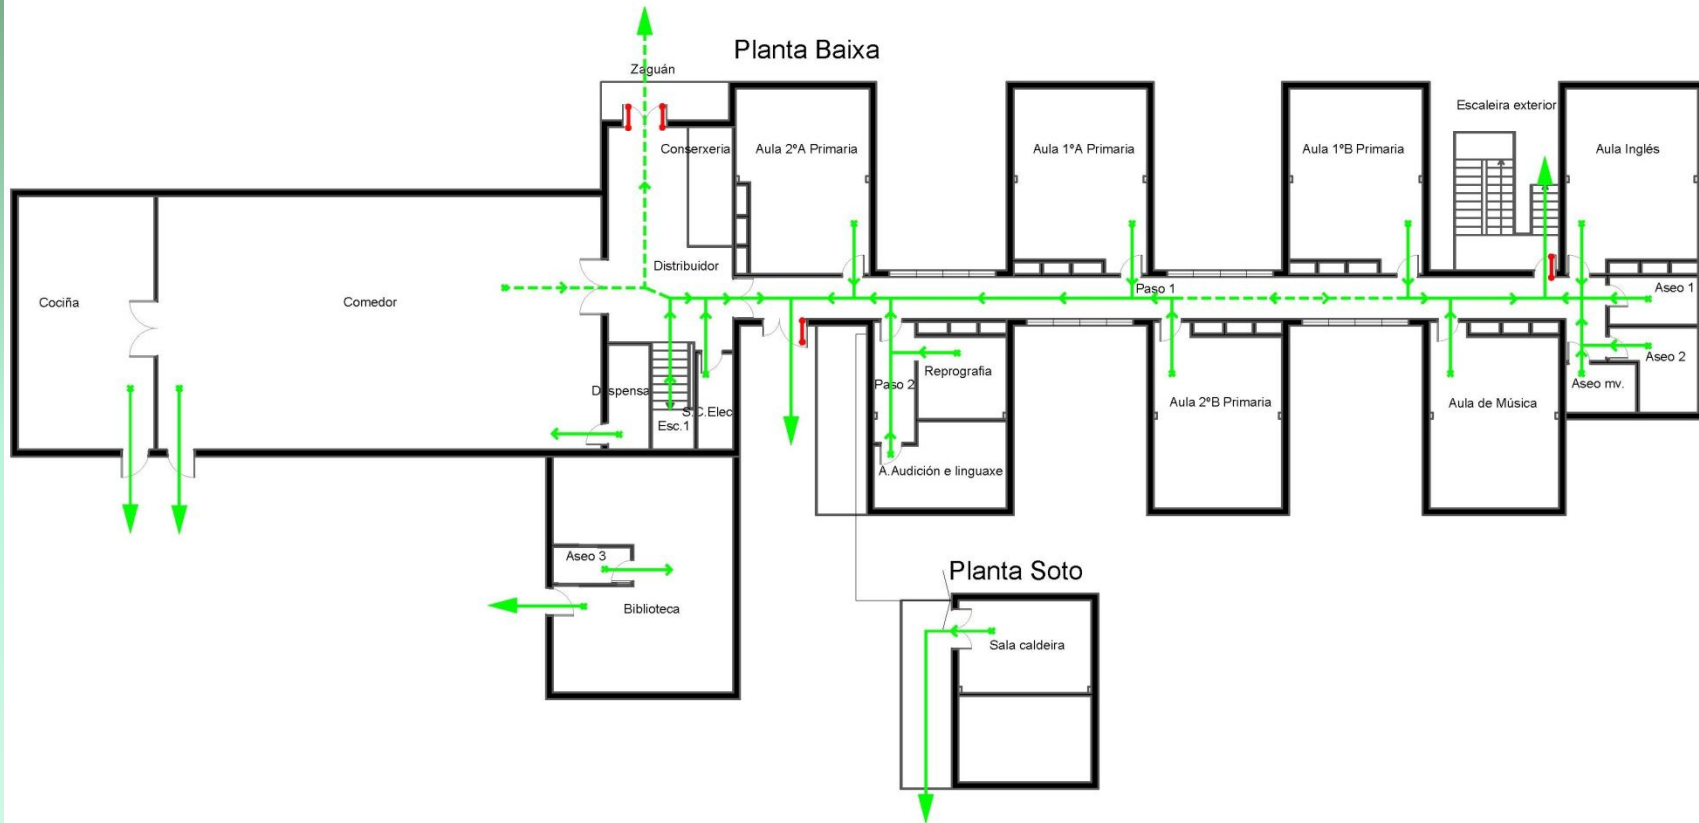 Planta Baixa
Zaguán
Escaleira exterior
Conserxeria
Aula 2ºA Primaria
Aula 1ºA Primaria
Aula 1ºB Primaria
Aula Inglés
Distribuidor
Cociña
Comedor
Paso 1
Aseo 1
Aseo 2
Despensa
Paso 2
Reprografia
Aseo mv.
Aula 2ºB Primaria
Aula de Música
S.C.Elec
Esc.1
A.Audición e linguaxe
Aseo 3
Biblioteca
Planta Soto
Sala caldeira